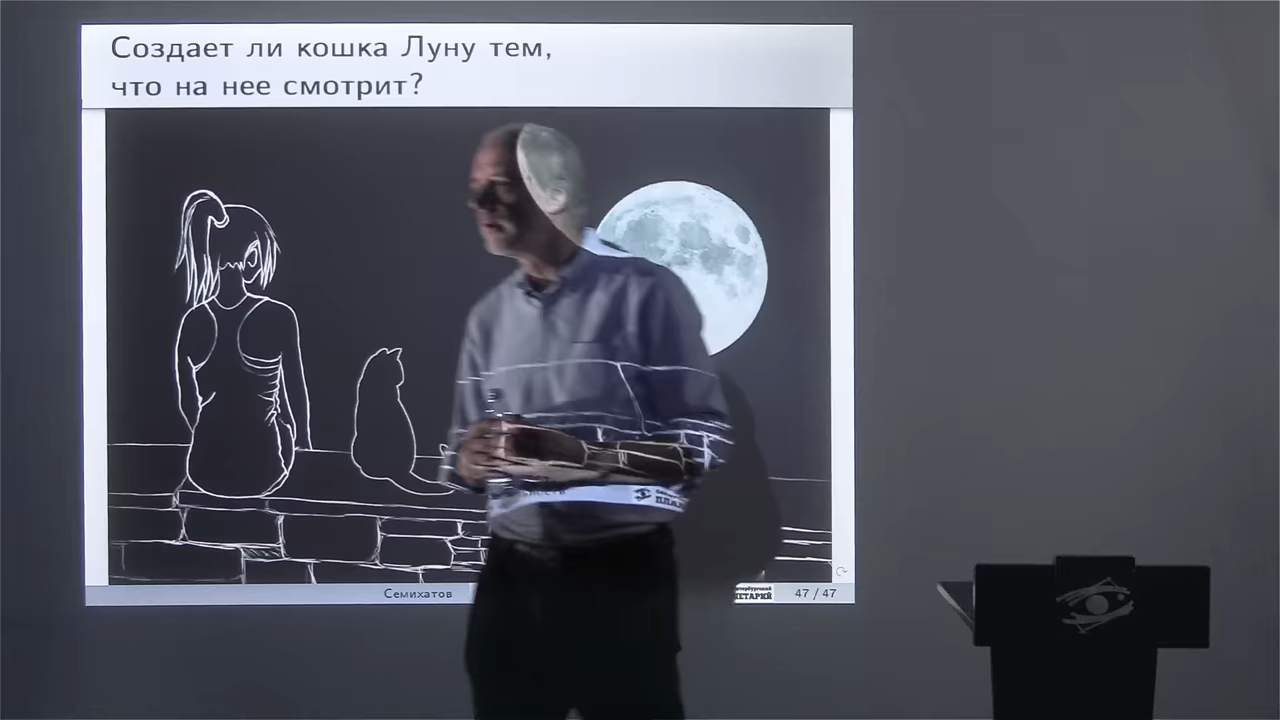 Создает ли кошка Луну тем,
что на нее смотрит?
Семихатов
47 / 47